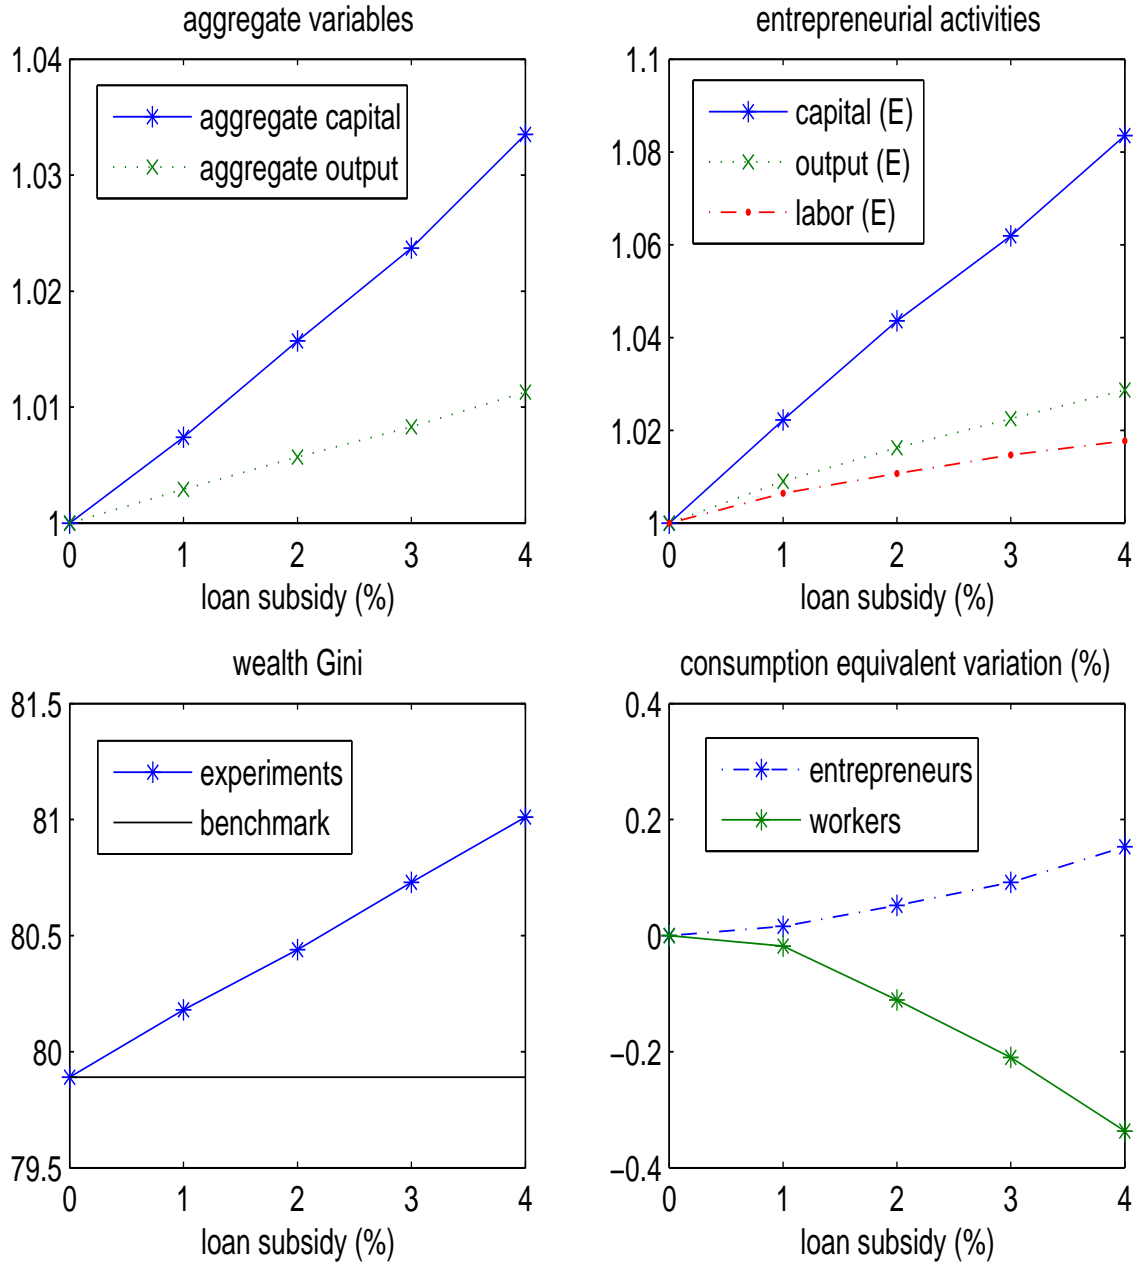 aggregate variables
1.04
1.03
1.02
1.01
1
aggregate capital
aggregate output
0 1 2 3 4
loan subsidy (%)
entrepreneurial activities
1.1
1.08
1.06
1.04
1.02
1
capital (E)
output (E)
labor (E)
0 1 2 3 4
loan subsidy (%)
wealth Gini
81.5
81
80.5
80
79.5
experiments
benchmark
0 1 2 3 4
loan subsidy (%)
consumption equivalent variation (%)
0.4
0.2
0
−0.2
−0.4
entrepreneurs
workers
0 1 2 3 4
loan subsidy (%)